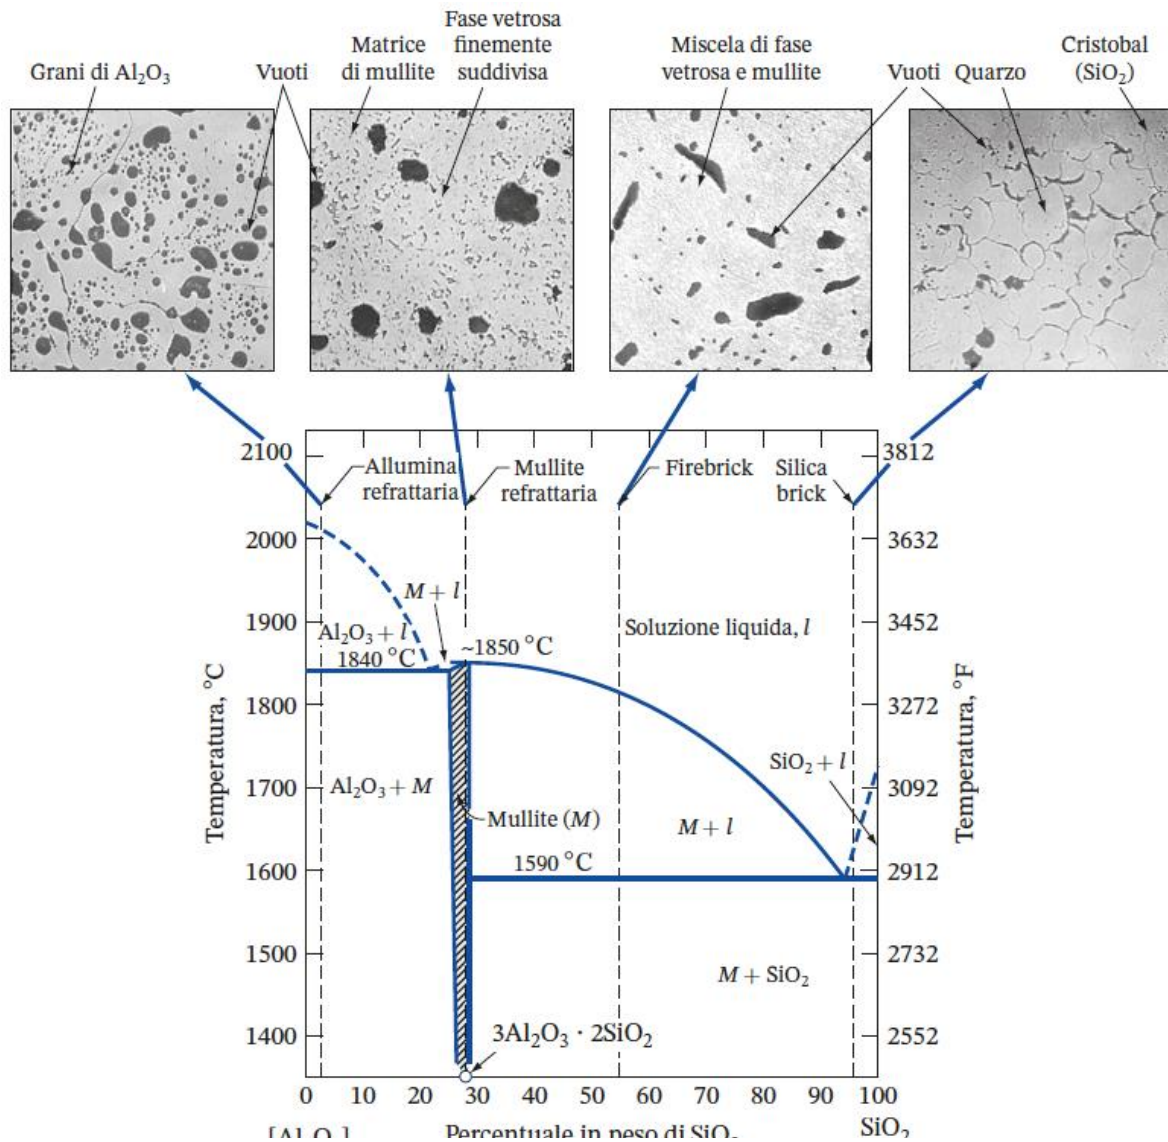 Fase vetrosa
finemente
suddivisa
Matrice
di mullite
Miscela di fase
vetrosa e mullite
Cristobal
(SiO₂)
Grani di Al₂O₃
Vuoti
Vuoti
Quarzo
2100
2000
1900
1800
1700
1600
1500
1400
Temperatura, °C
3812
3632
3452
3272
3092
2912
2732
2552
Temperatura, °F
Allumina
refrattaria
Mullite
refrattaria
Firebrick
Silica
brick
M + l
Al₂O₃ + l
1840 °C
~1850 °C
Soluzione liquida, l
SiO₂ + l
Al₂O₃ + M
Mullite (M)
M + l
1590 °C
M + SiO₂
3Al₂O₃ · 2SiO₂
0 10 20 30 40 50 60 70 80 90 100
[Al₂O₃]
Percentuale in peso di SiO₂
SiO₂